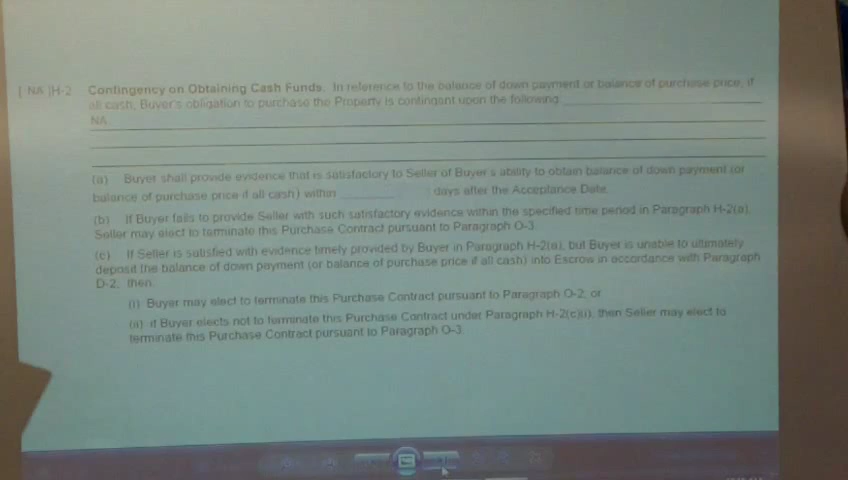 [ NA ]H-2 Contingency on Obtaining Cash Funds. In reference to the balance of down payment or balance of purchase price, if
all cash, Buyer's obligation to purchase the Property is contingent upon the following:
NA
(a) Buyer shall provide evidence that is satisfactory to Seller of Buyer's ability to obtain balance of down payment (or
balance of purchase price if all cash) within ________ days after the Acceptance Date.
(b) If Buyer fails to provide Seller with such satisfactory evidence within the specified time period in Paragraph H-2(a),
Seller may elect to terminate this Purchase Contract pursuant to Paragraph O-3.
(c) If Seller is satisfied with evidence timely provided by Buyer in Paragraph H-2(a), but Buyer is unable to ultimately
deposit the balance of down payment (or balance of purchase price if all cash) into Escrow in accordance with Paragraph
D-2, then:
(i) Buyer may elect to terminate this Purchase Contract pursuant to Paragraph O-2; or
(ii) if Buyer elects not to terminate this Purchase Contract under Paragraph H-2(c)(i), then Seller may elect to
terminate this Purchase Contract pursuant to Paragraph O-3.